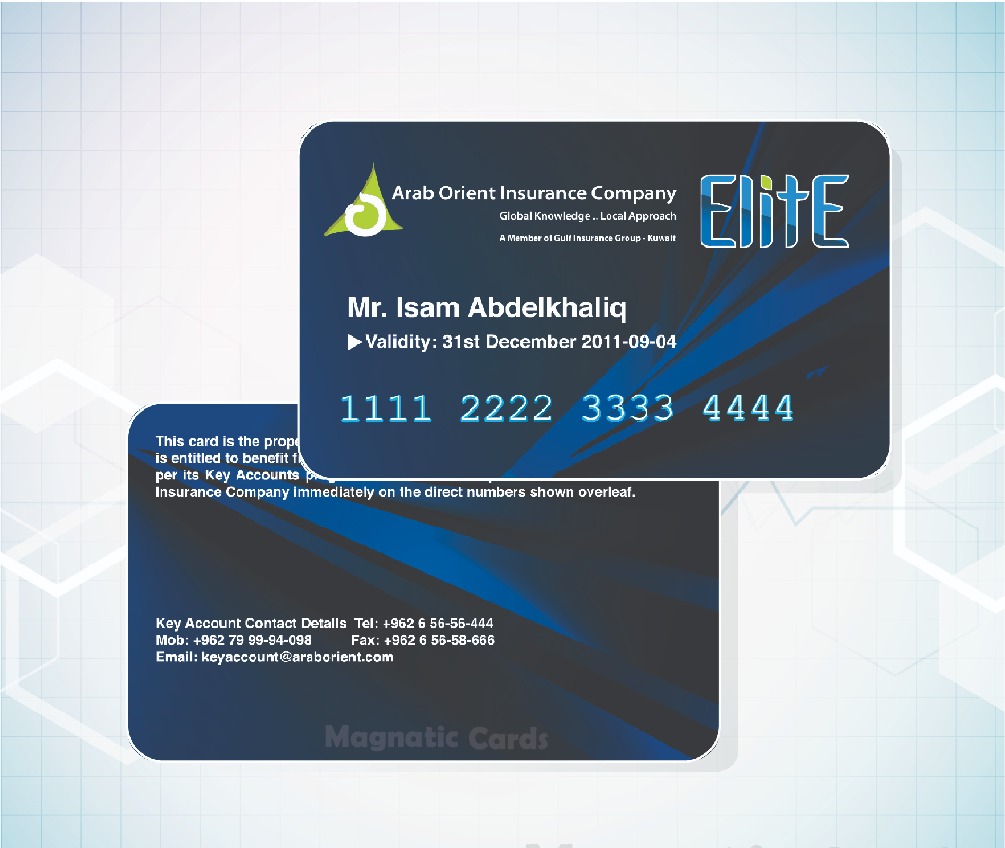 Arab Orient Insurance Company
Global Knowledge .. Local Approach
A Member of Gulf Insurance Group - Kuwait
ElitE
Mr. Isam Abdelkhaliq
Validity: 31st December 2011-09-04
1111 2222 3333 4444
This card is the
is entitled to benefit
per its Key Accounts
Insurance Company immediately on the direct numbers shown overleaf.
Key Account Contact Details Tel: +962 6 56-56-444
Mob: +962 79 99-94-098 Fax: +962 6 56-58-666
Email: keyaccount@araborient.com
Magnatic Cards